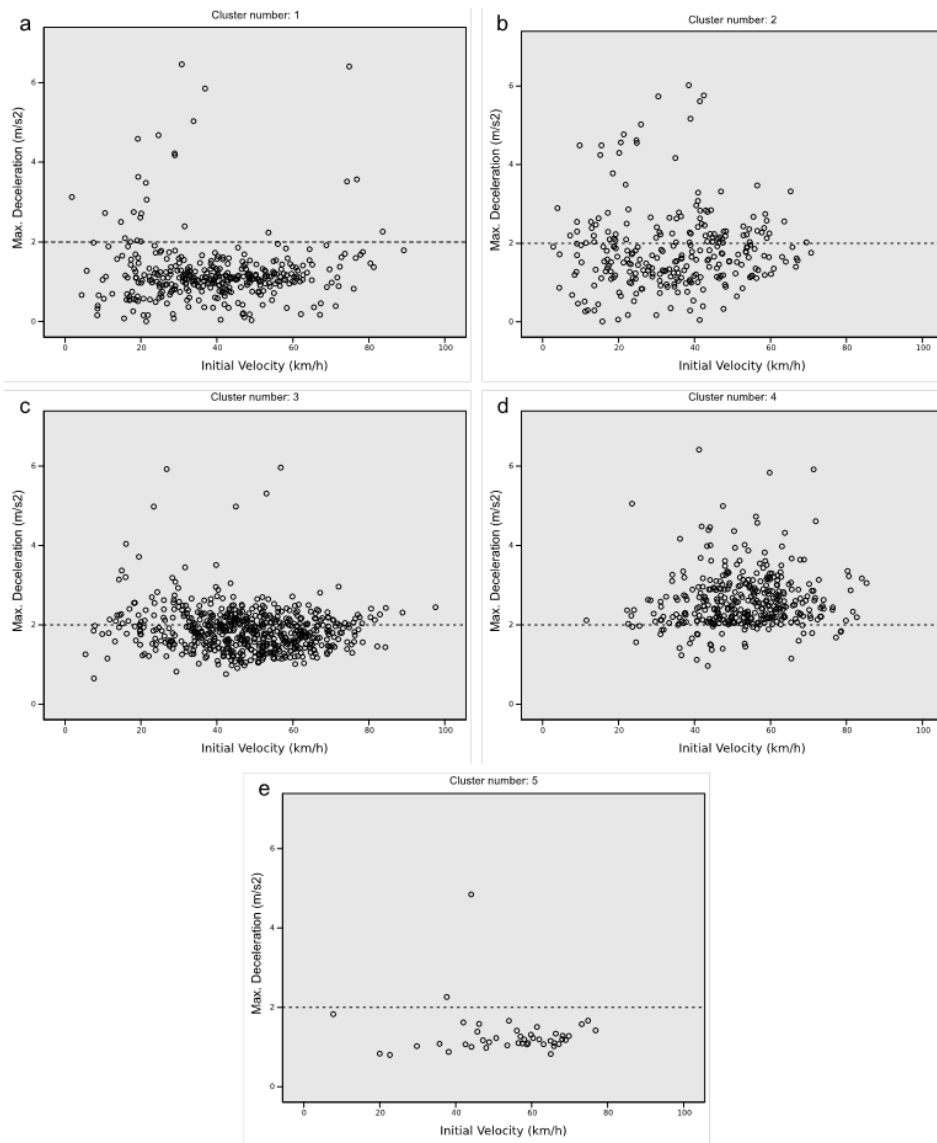 a
Cluster number: 1
Max. Deceleration (m/s2)
6
4
2
0
0 20 40 60 80 100
Initial Velocity (km/h)
b
Cluster number: 2
Max. Deceleration (m/s2)
6
4
2
0
0 20 40 60 80 100
Initial Velocity (km/h)
c
Cluster number: 3
Max. Deceleration (m/s2)
6
4
2
0
0 20 40 60 80 100
Initial Velocity (km/h)
d
Cluster number: 4
Max. Deceleration (m/s2)
6
4
2
0
0 20 40 60 80 100
Initial Velocity (km/h)
e
Cluster number: 5
Max. Deceleration (m/s2)
6
4
2
0
0 20 40 60 80 100
Initial Velocity (km/h)